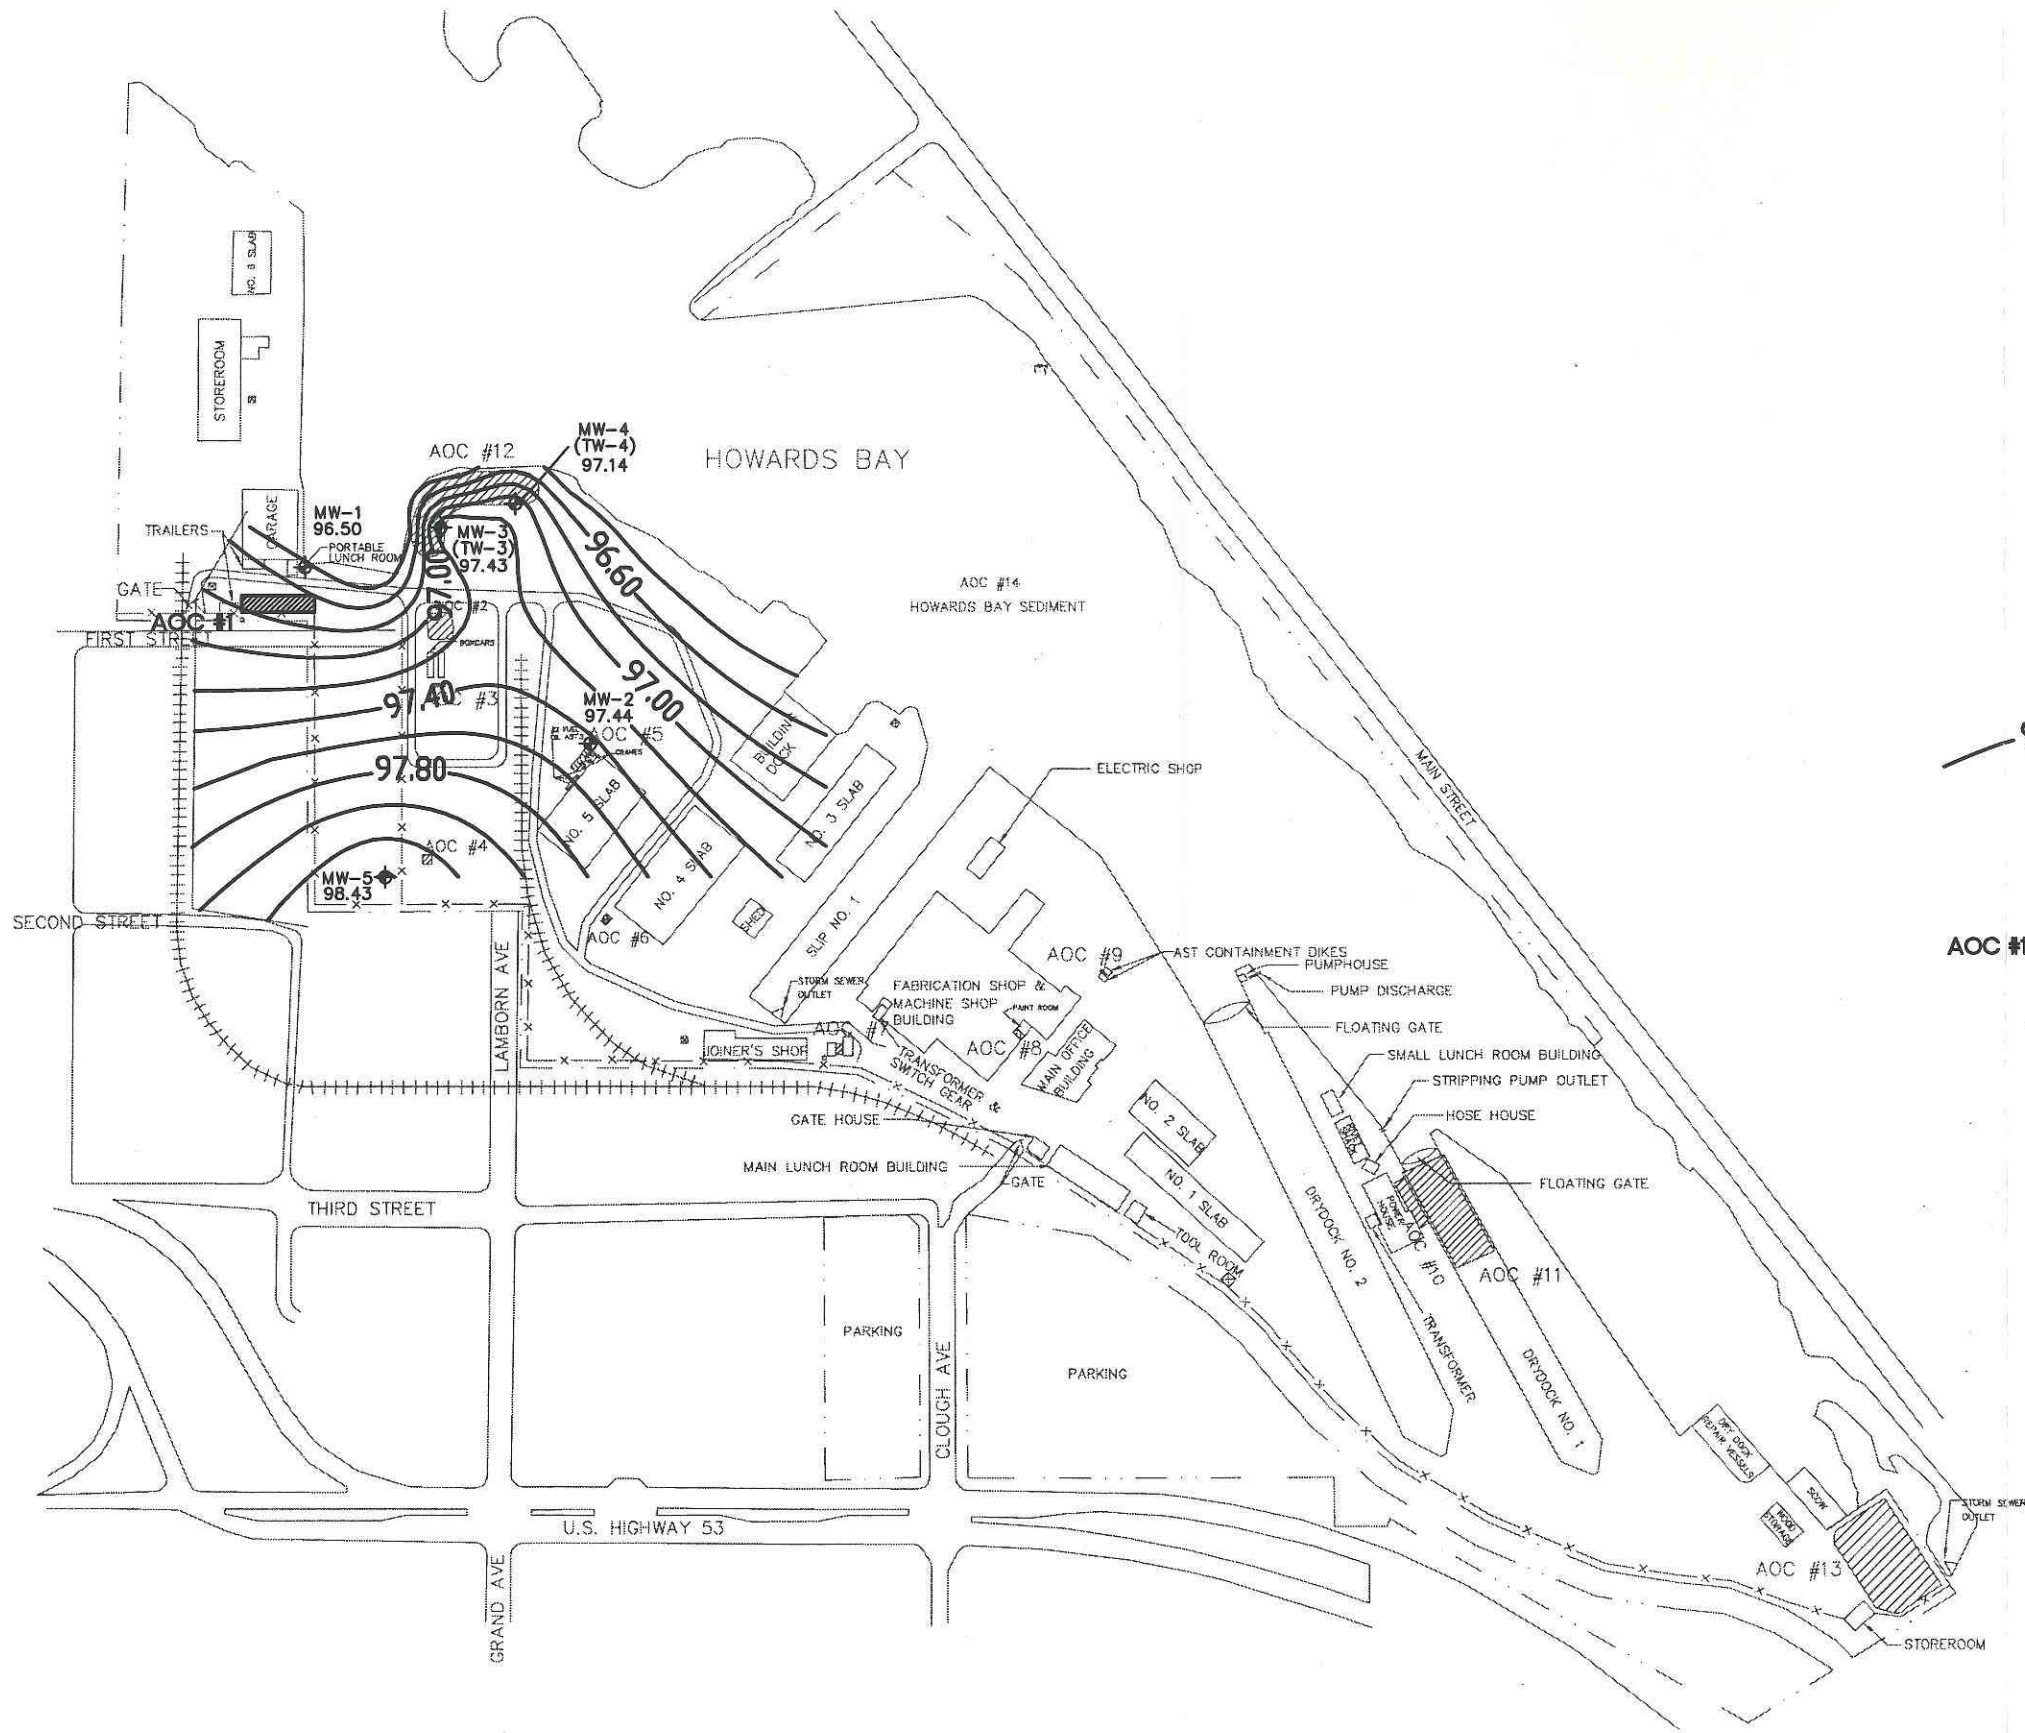 NO. 8 SLAB
STOREROOM
AOC #12
MW-4
(TW-4)
97.14
HOWARDS BAY
GARAGE
MW-1
96.50
TRAILERS
PORTABLE
LUNCH ROOM
MW-3
(TW-3)
97.43
97.00
96.60
GATE
AOC #1
AOC #2
FIRST STREET
BOXCARS
AOC #14
HOWARDS BAY SEDIMENT
97.00
97.40
AOC #3
MW-2
97.44
AOC #5
CRANES
BUILDING
DOCK
97.80
NO. 5 SLAB
NO. 3 SLAB
ELECTRIC SHOP
MAIN STREET
AOC #4
MW-5
98.43
NO. 4 SLAB
SHED
SLIP NO. 1
SECOND STREET
AOC #6
LAMBORN AVE
AOC #9
AST CONTAINMENT DIKES
PUMPHOUSE
AOC #1
STORM SEWER
OUTLET
FABRICATION SHOP &
MACHINE SHOP
BUILDING
PAINT ROOM
PUMP DISCHARGE
FLOATING GATE
AOC #7
AOC #8
JOINER'S SHOP
MAIN OFFICE
BUILDING
TRANSFORMER &
SWITCH GEAR
SMALL LUNCH ROOM BUILDING
STRIPPING PUMP OUTLET
HOSE HOUSE
RIVET
SHACK
GATE HOUSE
NO. 2 SLAB
MAIN LUNCH ROOM BUILDING
GATE
NO. 1 SLAB
FLOATING GATE
THIRD STREET
POWER
HOUSE
TOOL ROOM
DRYDOCK NO. 2
AOC #10
AOC #11
PARKING
PARKING
CLOUGH AVE
TRANSFORMER
DRYDOCK NO. 1
DRY DOCK
REPAIR VESSELS
SCOW
WOOD
STORAGE
STORM SEWER
OUTLET
U.S. HIGHWAY 53
AOC #13
GRAND AVE
STOREROOM